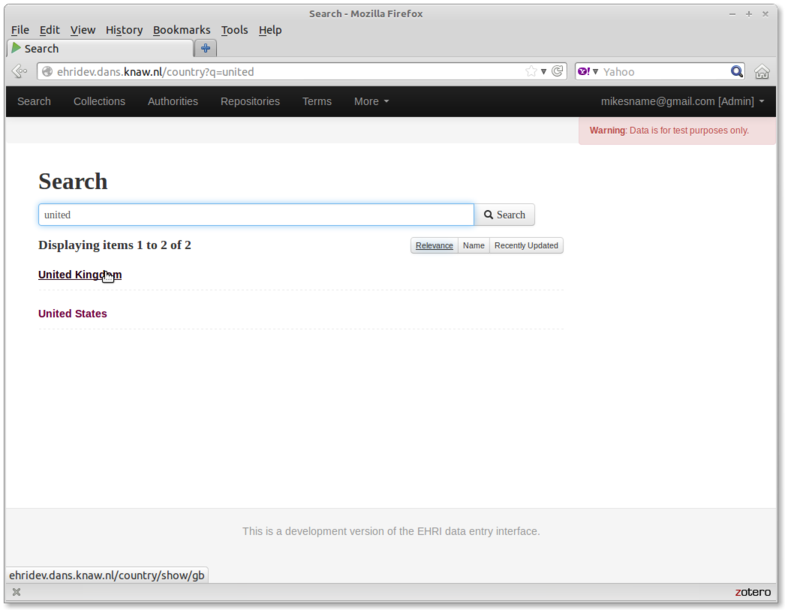 Search - Mozilla Firefox
File Edit View History Bookmarks Tools Help
Search
ehridev.dans.knaw.nl/country?q=united
Yahoo
Search Collections Authorities Repositories Terms More mikesname@gmail.com [Admin]
Warning: Data is for test purposes only.
Search
united Search
Displaying items 1 to 2 of 2 Relevance Name Recently Updated
United Kingdom
United States
This is a development version of the EHRI data entry interface.
ehridev.dans.knaw.nl/country/show/gb
zotero